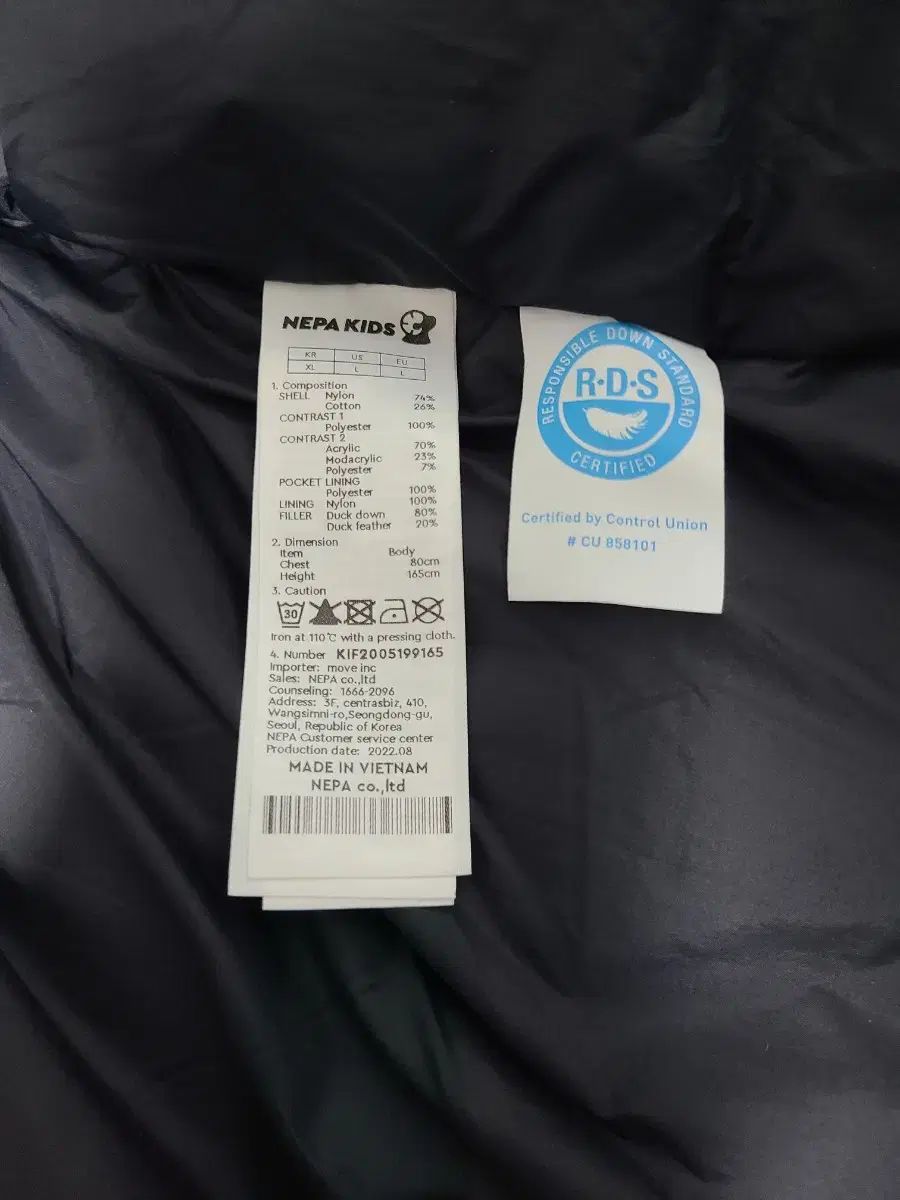 NEPA KIDS
KR US EU
XL L L
1. Composition
SHELL Nylon 74%
Cotton 26%
CONTRAST 1
Polyester 100%
CONTRAST 2
Acrylic 70%
Modacrylic 23%
Polyester 7%
POCKET LINING
Polyester 100%
LINING Nylon 100%
FILLER Duck down 80%
Duck feather 20%
2. Dimension
Item Body
Chest 80cm
Height 165cm
3. Caution
30
Iron at 110℃ with a pressing cloth.
4. Number KIF2005199165
Importer: move inc
Sales: NEPA co.,ltd
Counseling: 1666-2096
Address: 3F, centrasbiz, 410,
Wangsimni-ro,Seongdong-gu,
Seoul, Republic of Korea
NEPA Customer service center
Production date: 2022.08
MADE IN VIETNAM
NEPA co.,ltd
RESPONSIBLE DOWN STANDARD
R·D·S
CERTIFIED
Certified by Control Union
# CU 858101